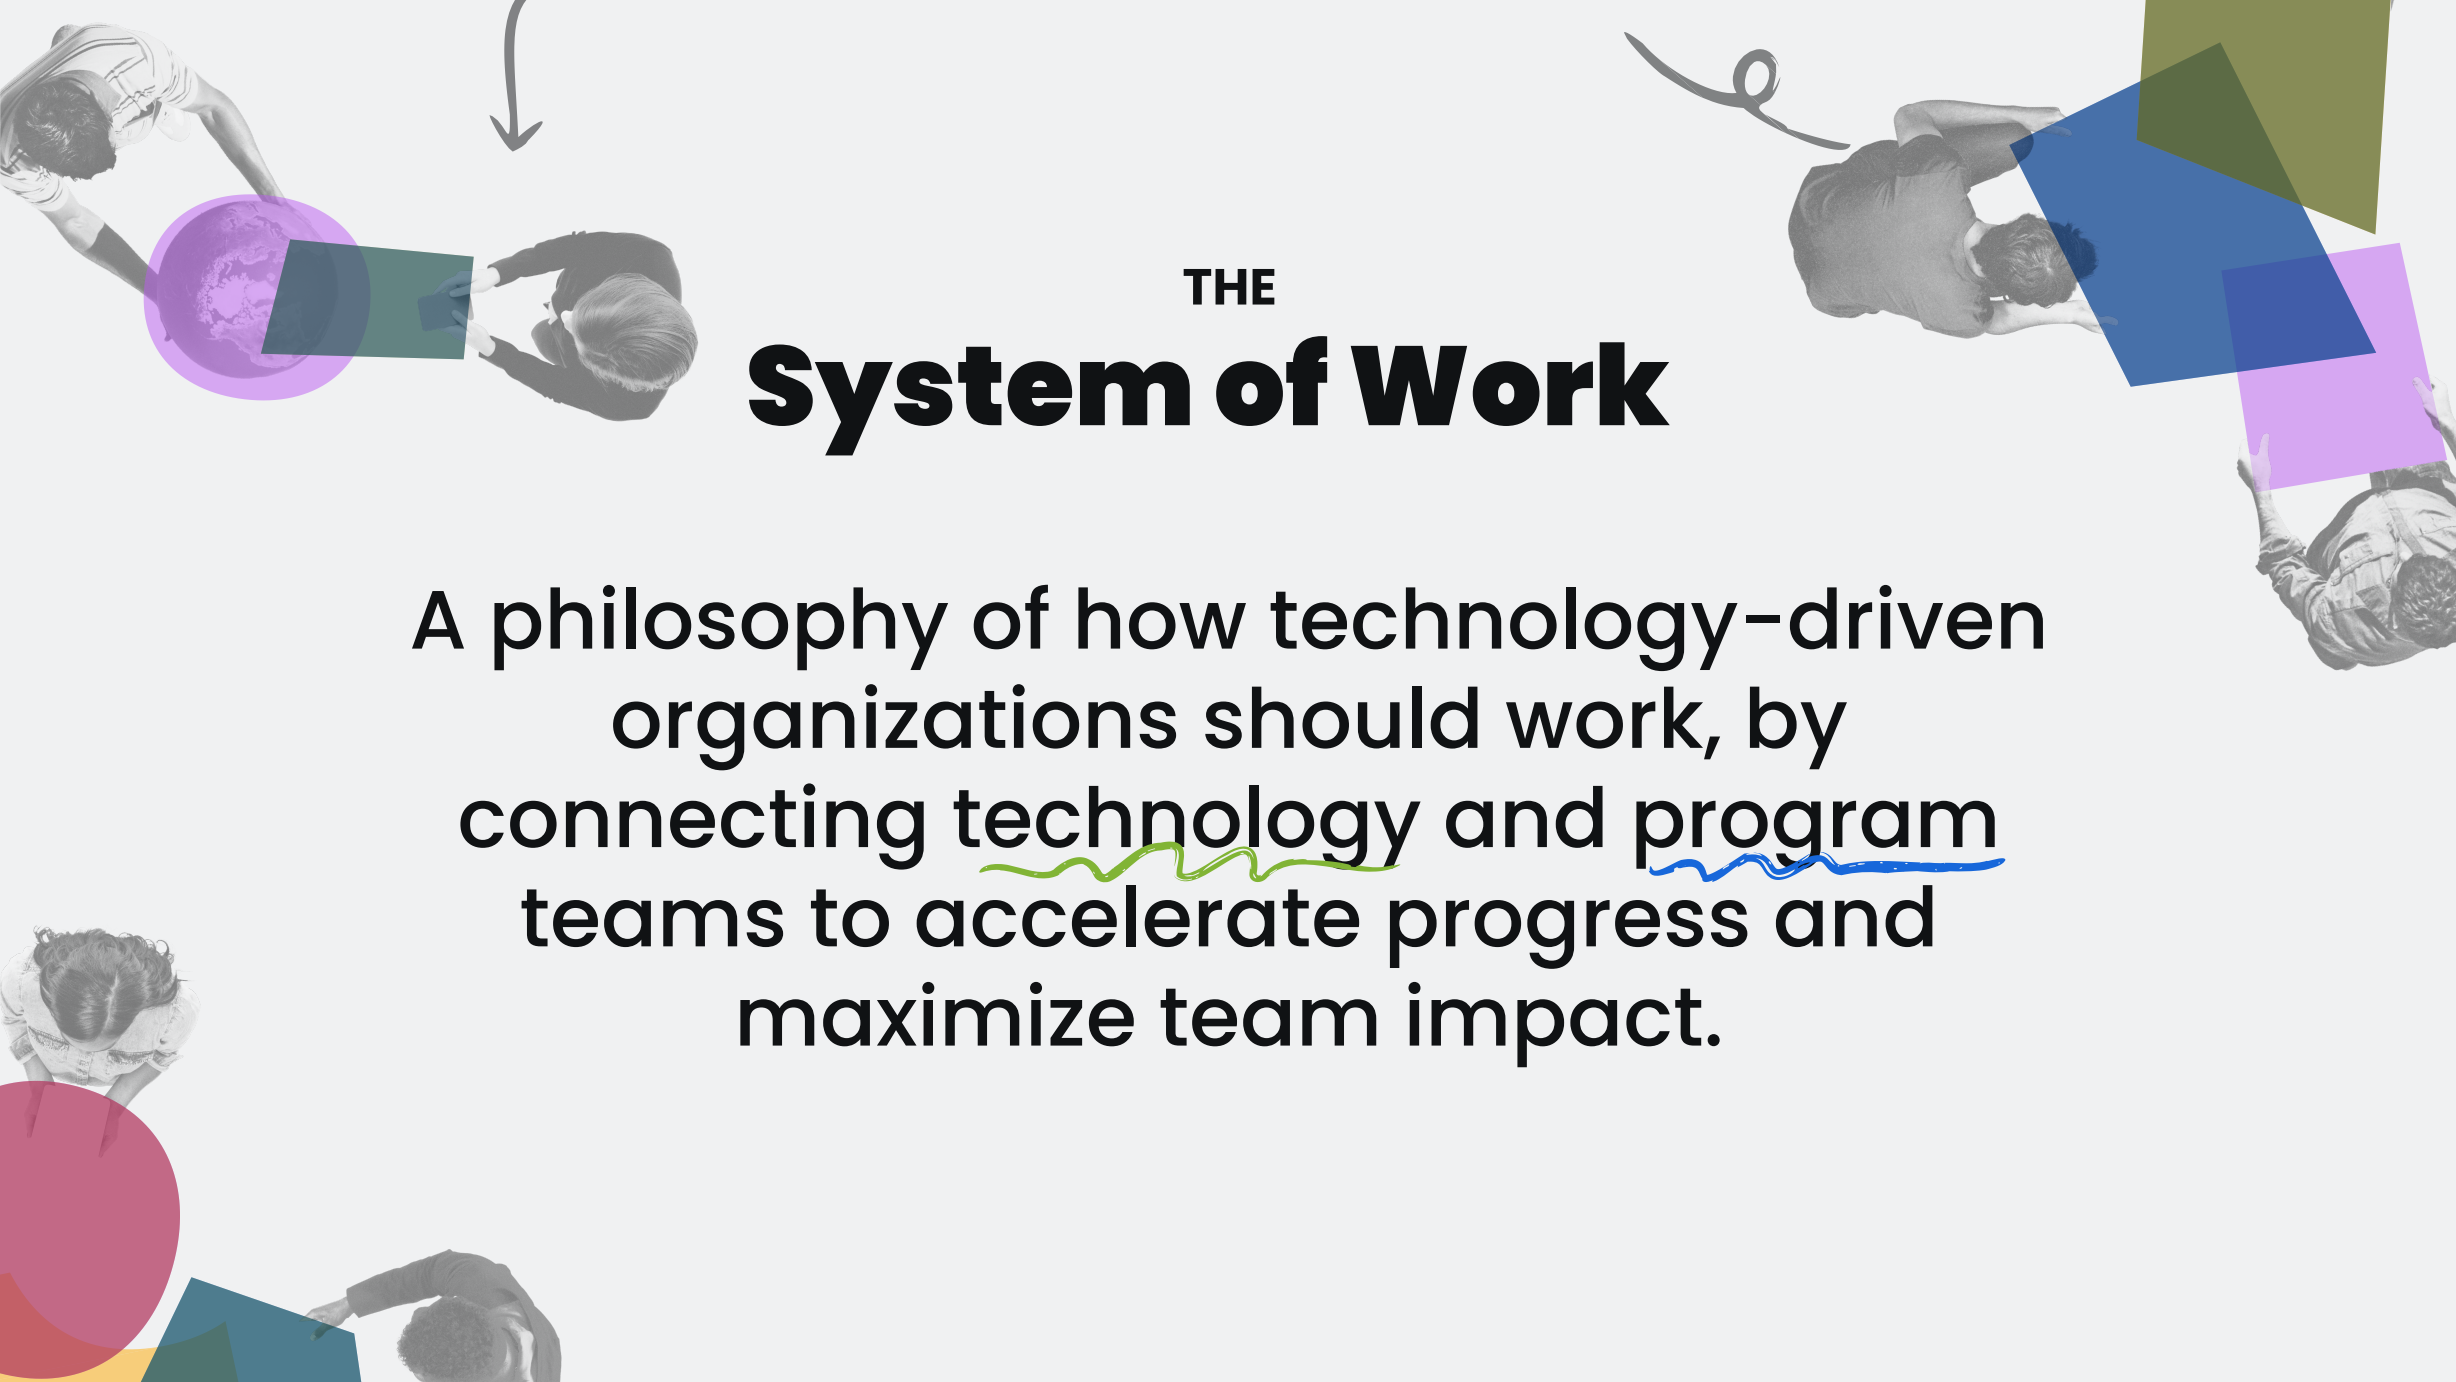 THE
System of Work
A philosophy of how technology-driven
organizations should work, by
connecting technology and program
teams to accelerate progress and
maximize team impact.